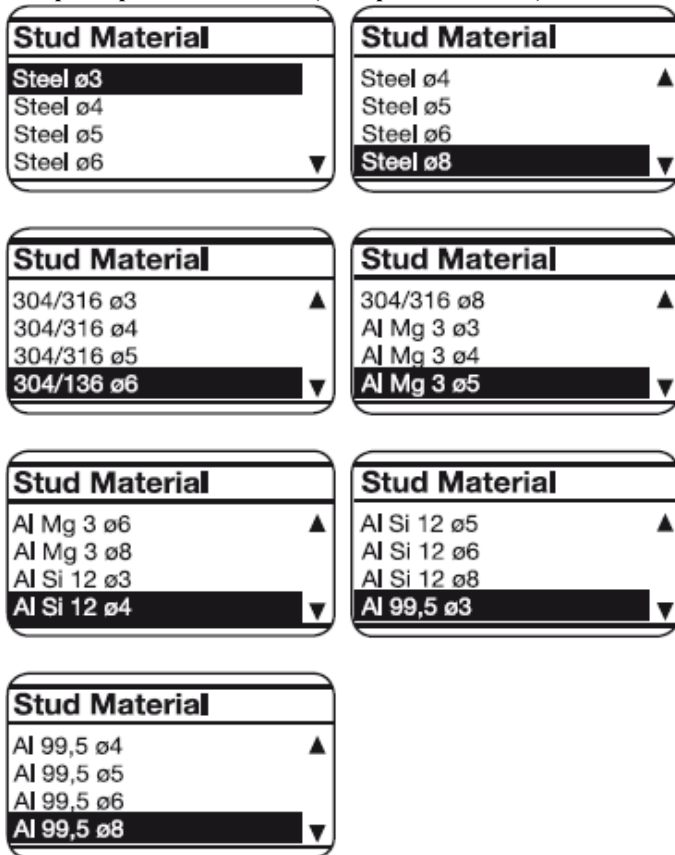 Stud Material
Steel ø3
Steel ø4
Steel ø5
Steel ø6
Stud Material
Steel ø4
Steel ø5
Steel ø6
Steel ø8
Stud Material
304/316 ø3
304/316 ø4
304/316 ø5
304/136 ø6
Stud Material
304/316 ø8
Al Mg 3 ø3
Al Mg 3 ø4
Al Mg 3 ø5
Stud Material
Al Mg 3 ø6
Al Mg 3 ø8
Al Si 12 ø3
Al Si 12 ø4
Stud Material
Al Si 12 ø5
Al Si 12 ø6
Al Si 12 ø8
Al 99,5 ø3
Stud Material
Al 99,5 ø4
Al 99,5 ø5
Al 99,5 ø6
Al 99,5 ø8